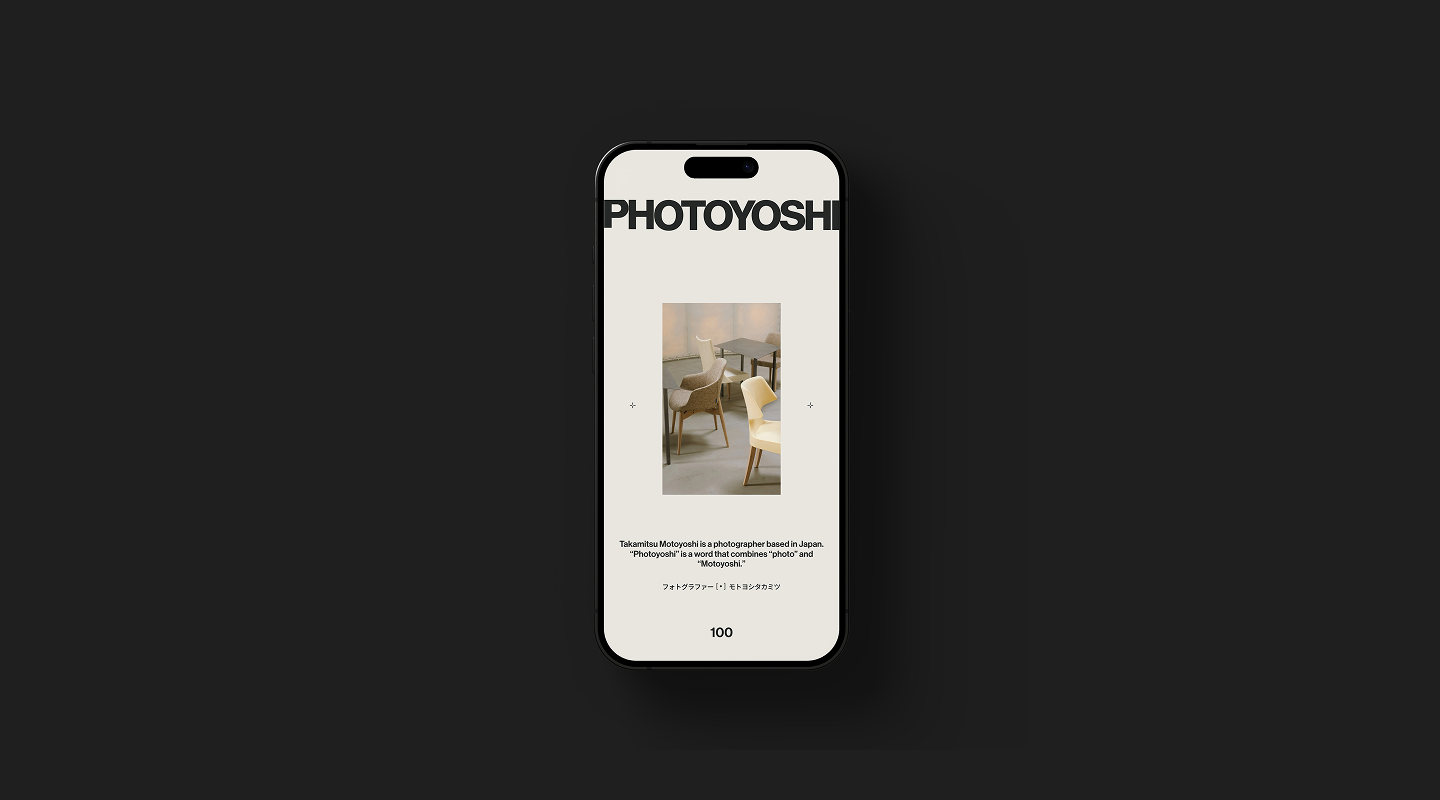 PHOTOYOSHI
Takamitsu Motoyoshi is a photographer based in Japan.
“Photoyoshi” is a word that combines “photo” and
“Motoyoshi.”
フォトグラファー [ • ] モトヨシタカミツ
100